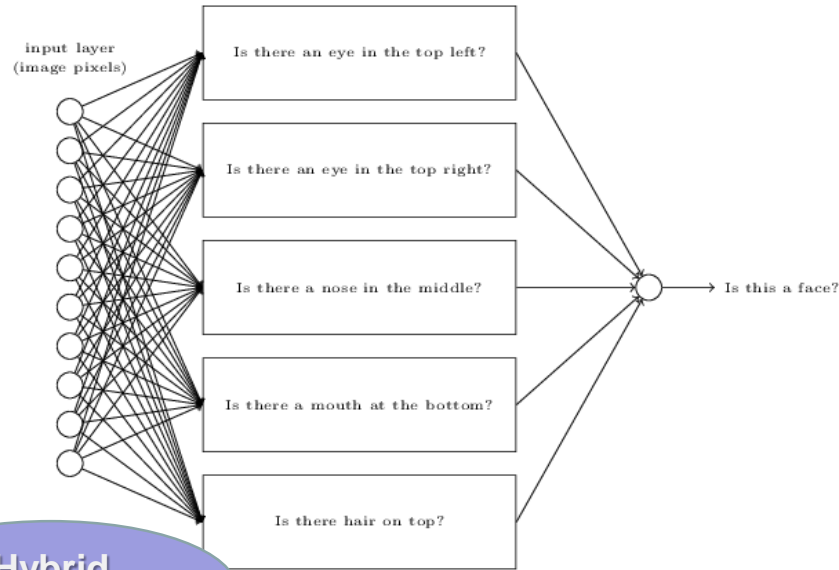 input layer
(image pixels)
Is there an eye in the top left?
Is there an eye in the top right?
Is there a nose in the middle?
Is this a face?
Is there a mouth at the bottom?
Is there hair on top?
Hybrid